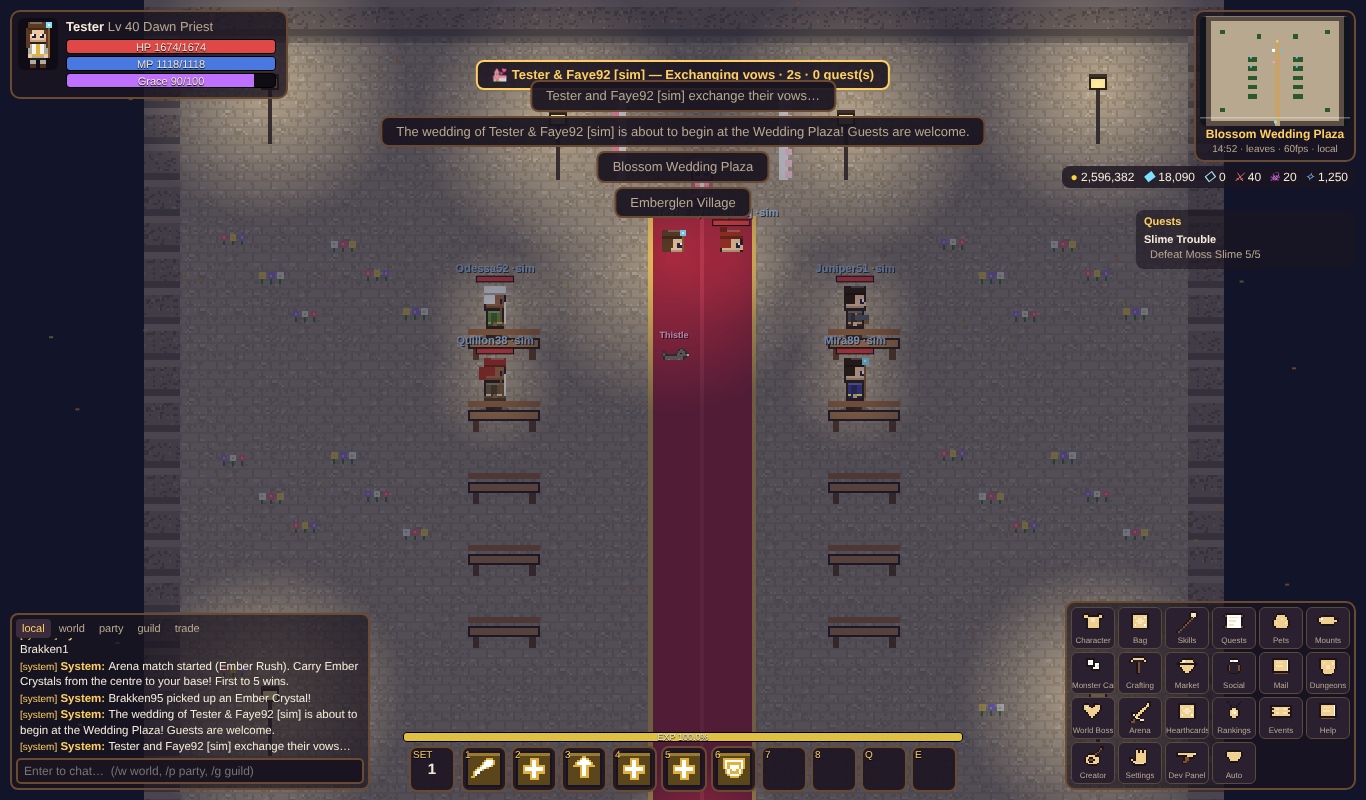 Tester Lv 40 Dawn Priest
HP 1674/1674
MP 1118/1118
Grace 90/100
Tester & Faye92 [sim] — Exchanging vows · 2s · 0 guest(s)
Tester and Faye92 [sim] exchange their vows…
The wedding of Tester & Faye92 [sim] is about to begin at the Wedding Plaza! Guests are welcome.
Blossom Wedding Plaza
Emberglen Village
Blossom Wedding Plaza
14:52 · leaves · 60fps · local
2,596,382 18,090 0 40 20 1,250
Quests
Slime Trouble
Defeat Moss Slime 5/5
·sim
Odessa52 ·sim
Juniper51 ·sim
Thistle
Quillon38 ·sim
Mira89 ·sim
local world party guild trade
Brakken1
[system] System: Arena match started (Ember Rush). Carry Ember
Crystals from the centre to your base! First to 5 wins.
[system] System: Brakken95 picked up an Ember Crystal!
[system] System: The wedding of Tester & Faye92 [sim] is about to
begin at the Wedding Plaza! Guests are welcome.
[system] System: Tester and Faye92 [sim] exchange their vows…
Enter to chat… (/w world, /p party, /g guild)
EXP 100.0%
SET 1 2 3 4 5 6 7 8 Q E
1
Character Bag Skills Quests Pets Mounts
Monster Ca Crafting Market Social Mail Dungeons
World Boss Arena Hearthcards Rankings Events Help
Creator Settings Dev Panel Auto